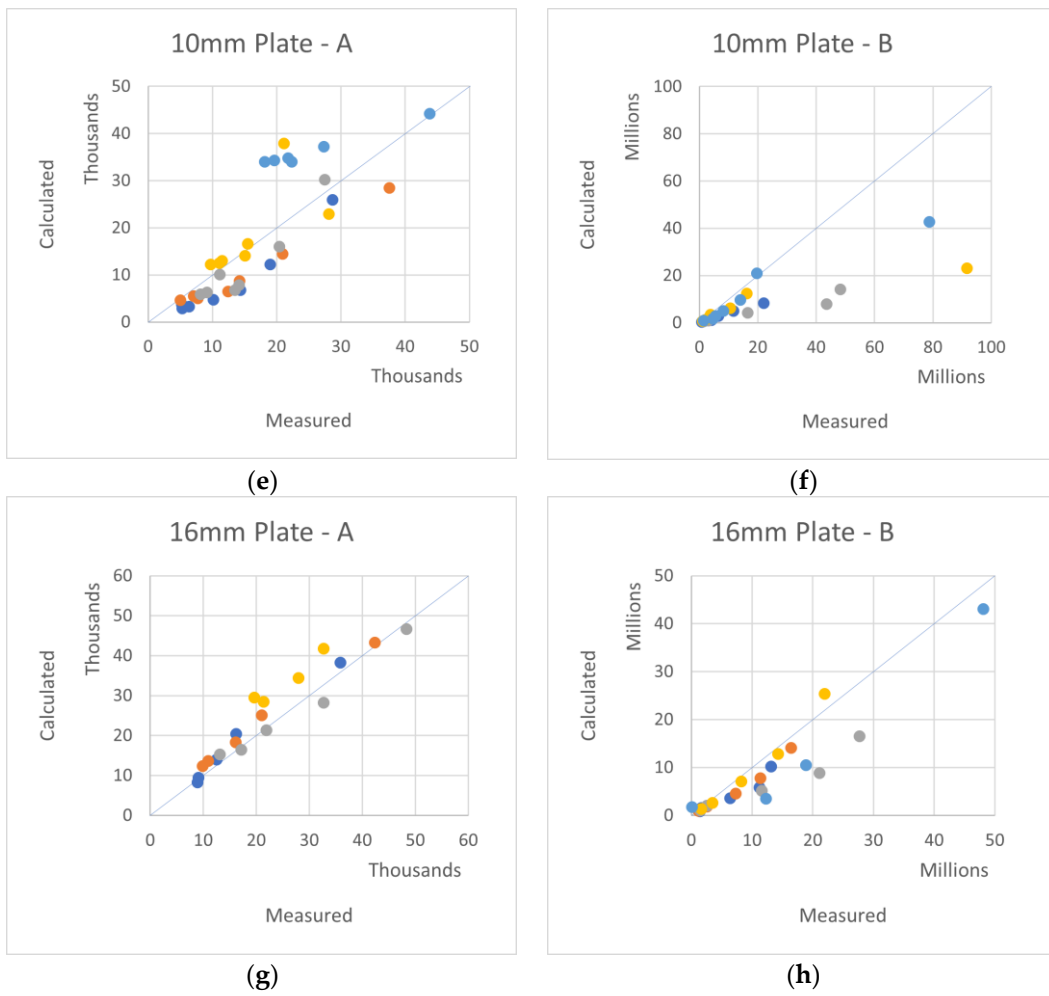 10mm Plate - A
Thousands
Calculated
50
40
30
20
10
0
0 10 20 30 40 50
Thousands
Measured
(e)
10mm Plate - B
Millions
Calculated
100
80
60
40
20
0
0 20 40 60 80 100
Millions
Measured
(f)
16mm Plate - A
Thousands
Calculated
60
50
40
30
20
10
0
0 10 20 30 40 50 60
Thousands
Measured
(g)
16mm Plate - B
Millions
Calculated
50
40
30
20
10
0
0 10 20 30 40 50
Millions
Measured
(h)